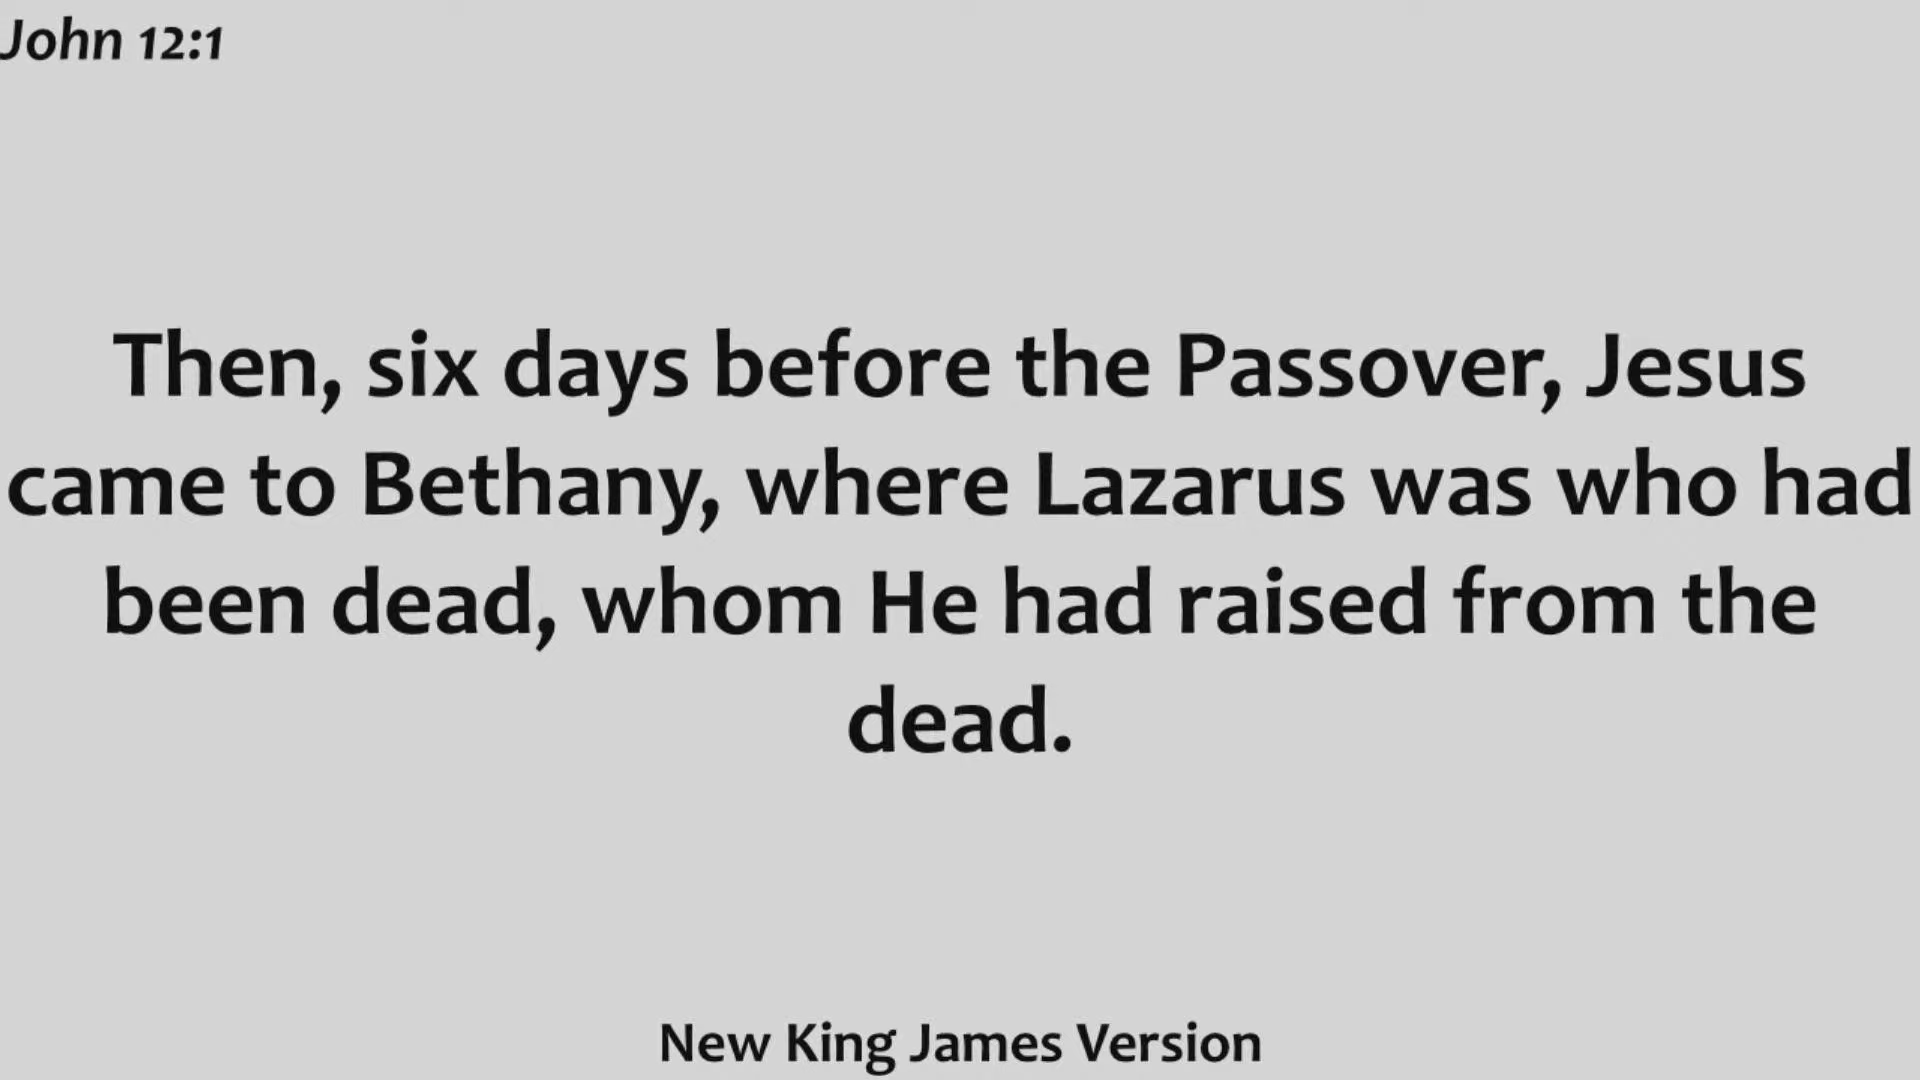 John 12:1
Then, six days before the Passover, Jesus
came to Bethany, where Lazarus was who had
been dead, whom He had raised from the
dead.
New King James Version